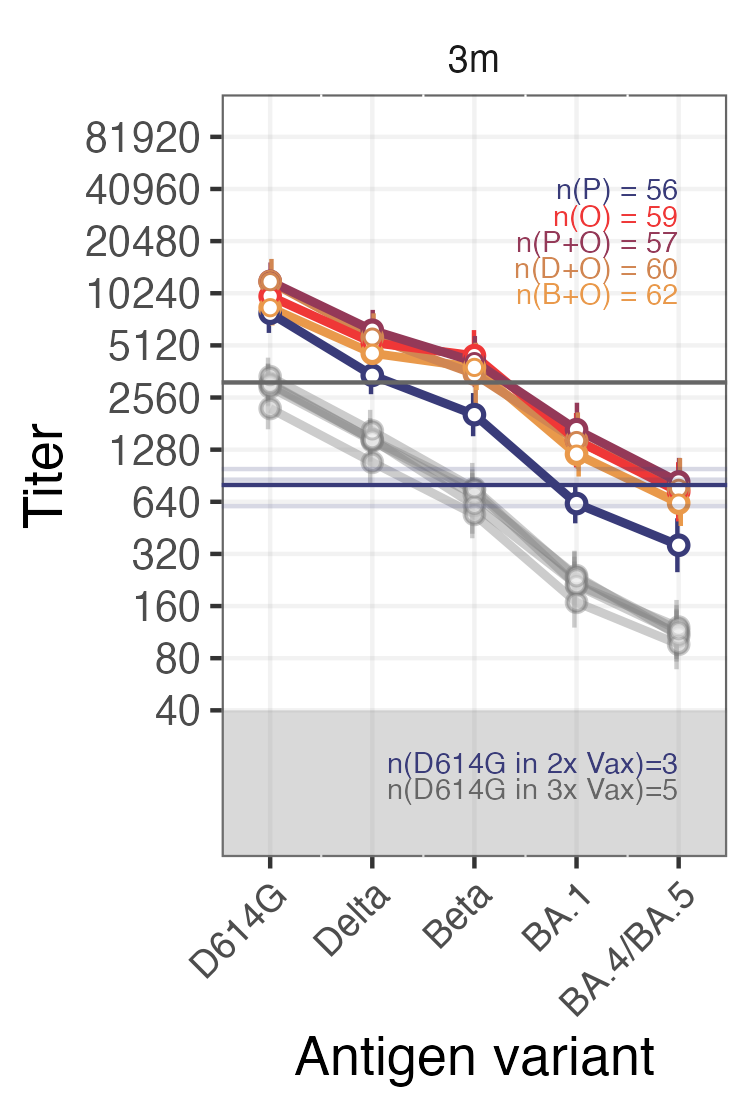 3m
81920
40960
20480
10240
5120
2560
1280
640
320
160
80
40
Titer
n(P) = 56
n(O) = 59
n(P+O) = 57
n(D+O) = 60
n(B+O) = 62
n(D614G in 2x Vax)=3
n(D614G in 3x Vax)=5
D614G
Delta
Beta
BA.1
BA.4/BA.5
Antigen variant